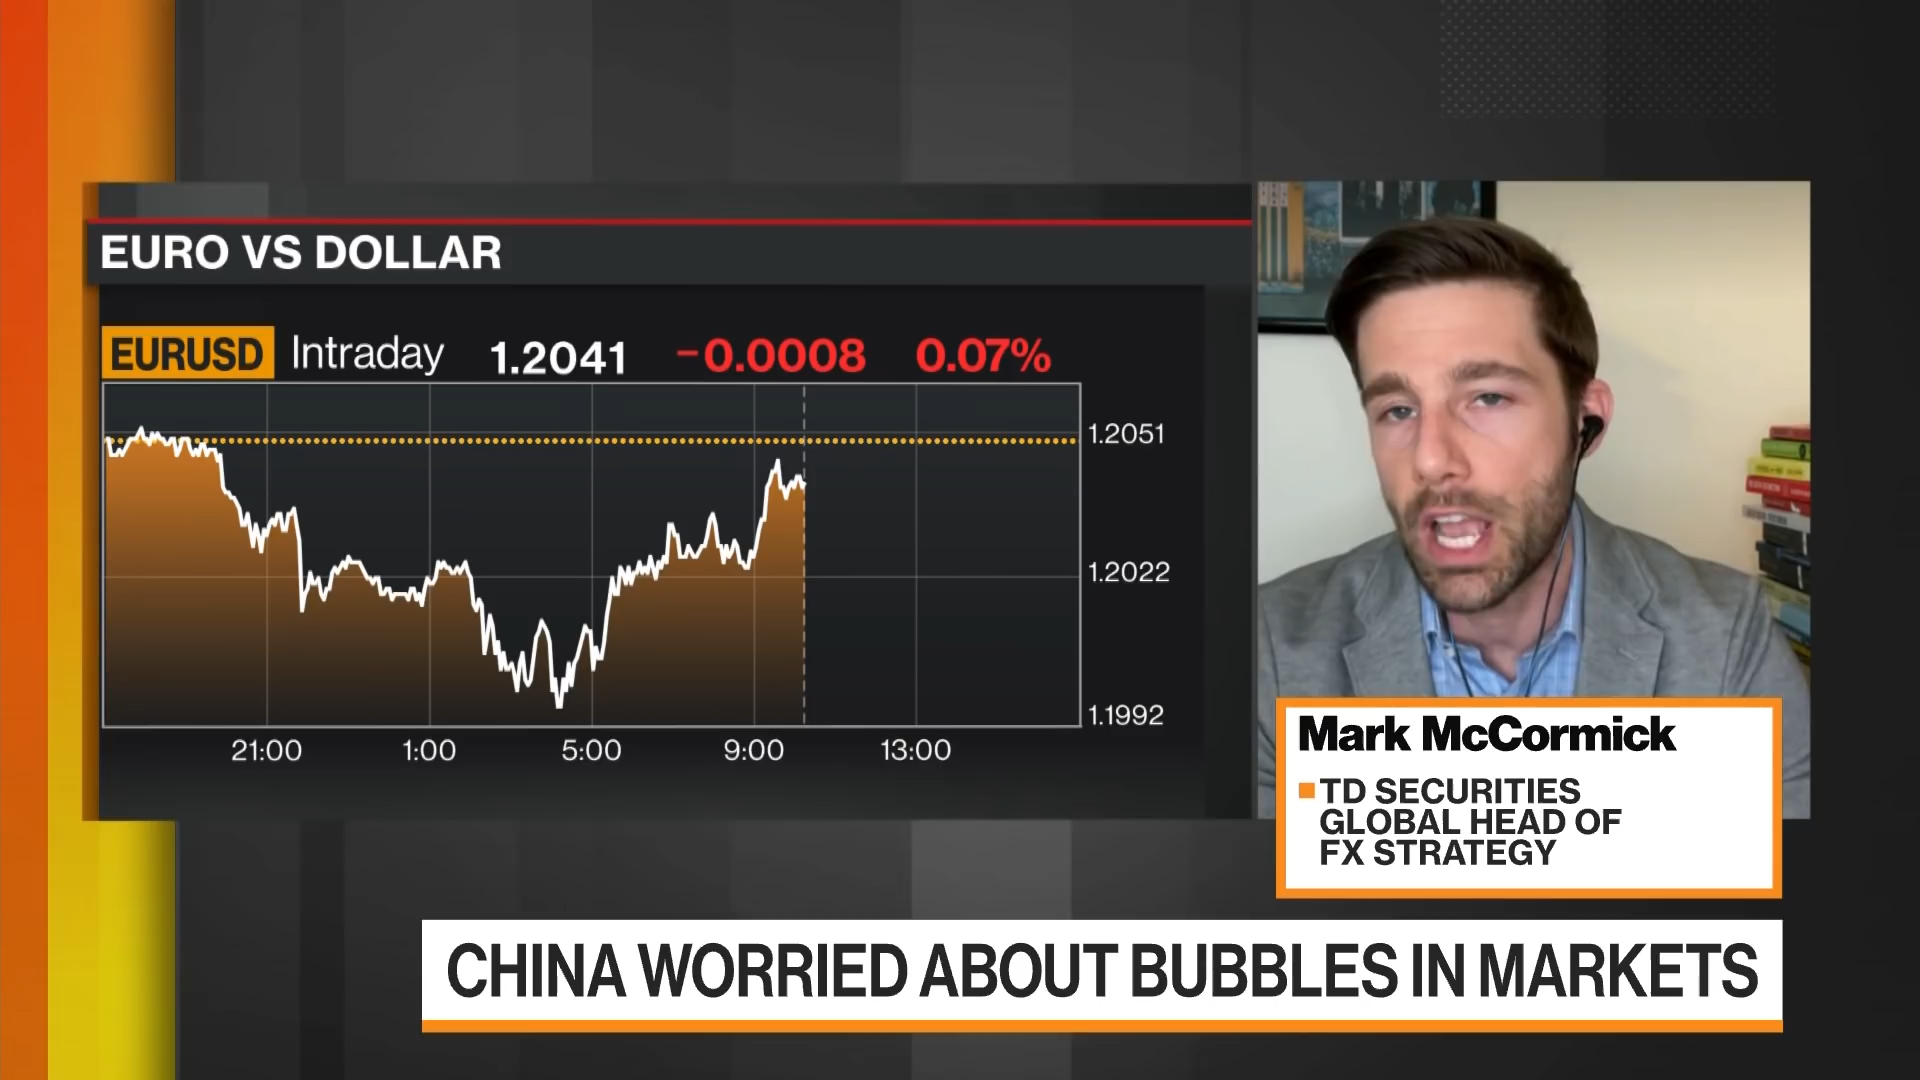 EURO VS DOLLAR
EURUSD Intraday 1.2041 -0.0008 0.07%
1.2051
1.2022
1.1992
21:00 1:00 5:00 9:00 13:00
Mark McCormick
TD SECURITIES
GLOBAL HEAD OF
FX STRATEGY
CHINA WORRIED ABOUT BUBBLES IN MARKETS